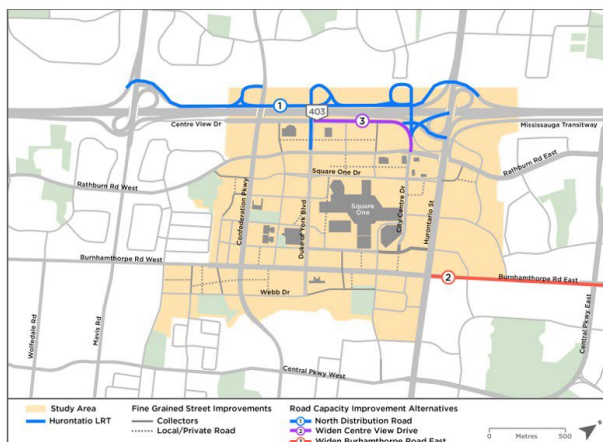 1
403
3
Centre View Dr
Mississauga Transitway
Square One Dr
Rathburn Rd West
Rathburn Rd East
Confederation Pkwy
Duke of York Blvd
Square
One
City Centre Dr
Hurontario St
Burnhamthorpe Rd West
2
Burnhamthorpe Rd East
Webb Dr
Wolfedale Rd
Mavis Rd
Central Pkwy West
Central Pkwy East
Study Area
Hurontatio LRT
Fine Grained Street Improvements
Collectors
Local/Private Road
Road Capacity Improvement Alternatives
1 North Distribution Road
2 Widen Centre View Drive
3 Widen Burhamthorpe Road East
0 Metres 500